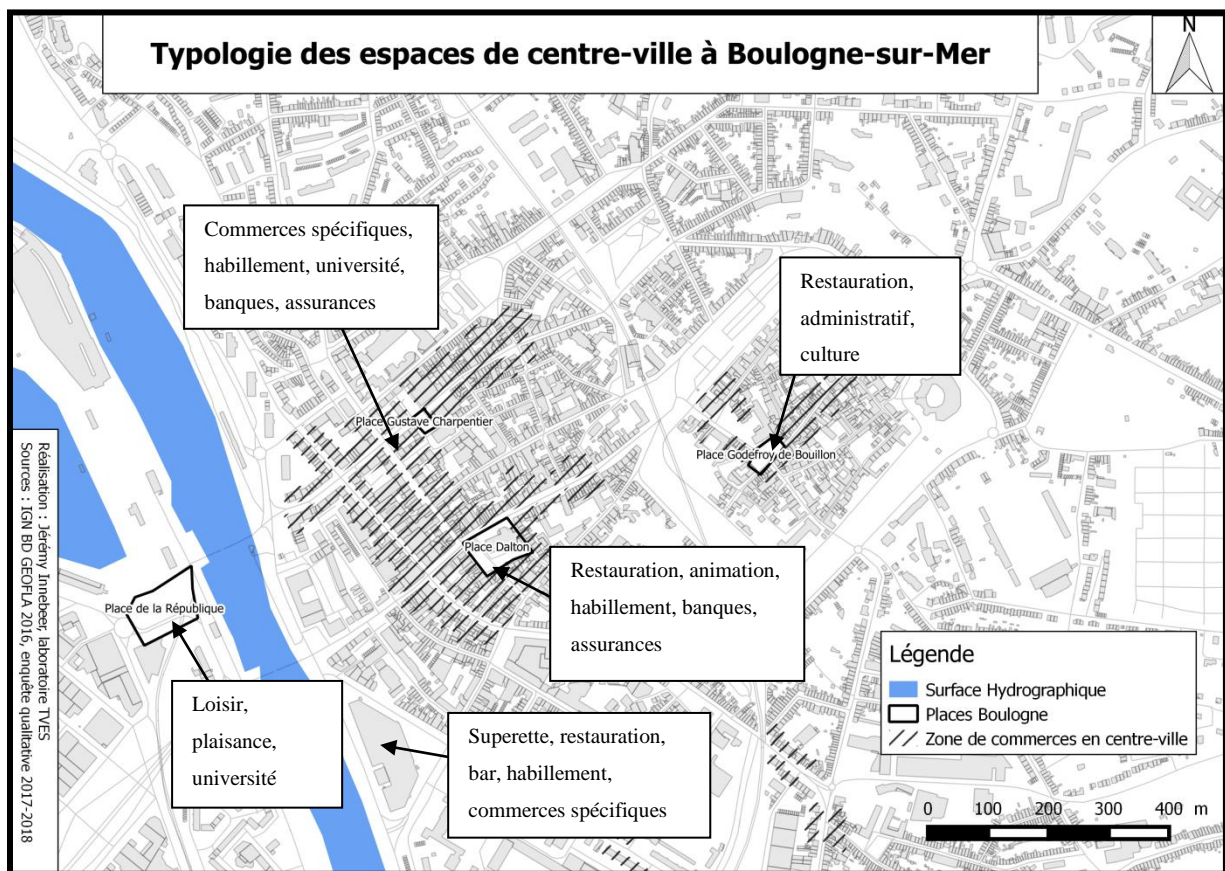 Typologie des espaces de centre-ville à Boulogne-sur-Mer
N
Commerces spécifiques,
habillement, université,
banques, assurances
Restauration,
administratif,
culture
Place Gustave Charpentier
Place Godefroy de Bouillon
Place Dalton
Restauration, animation,
habillement, banques,
assurances
Place de la République
Loisir,
plaisance,
université
Superette, restauration,
bar, habillement,
commerces spécifiques
Légende
Surface Hydrographique
Places Boulogne
Zone de commerces en centre-ville
0 100 200 300 400 m
Réalisation : Jérémy Innebeer, laboratoire TVES
Sources : IGN BD GEOFLA 2016, enquête qualitative 2017-2018